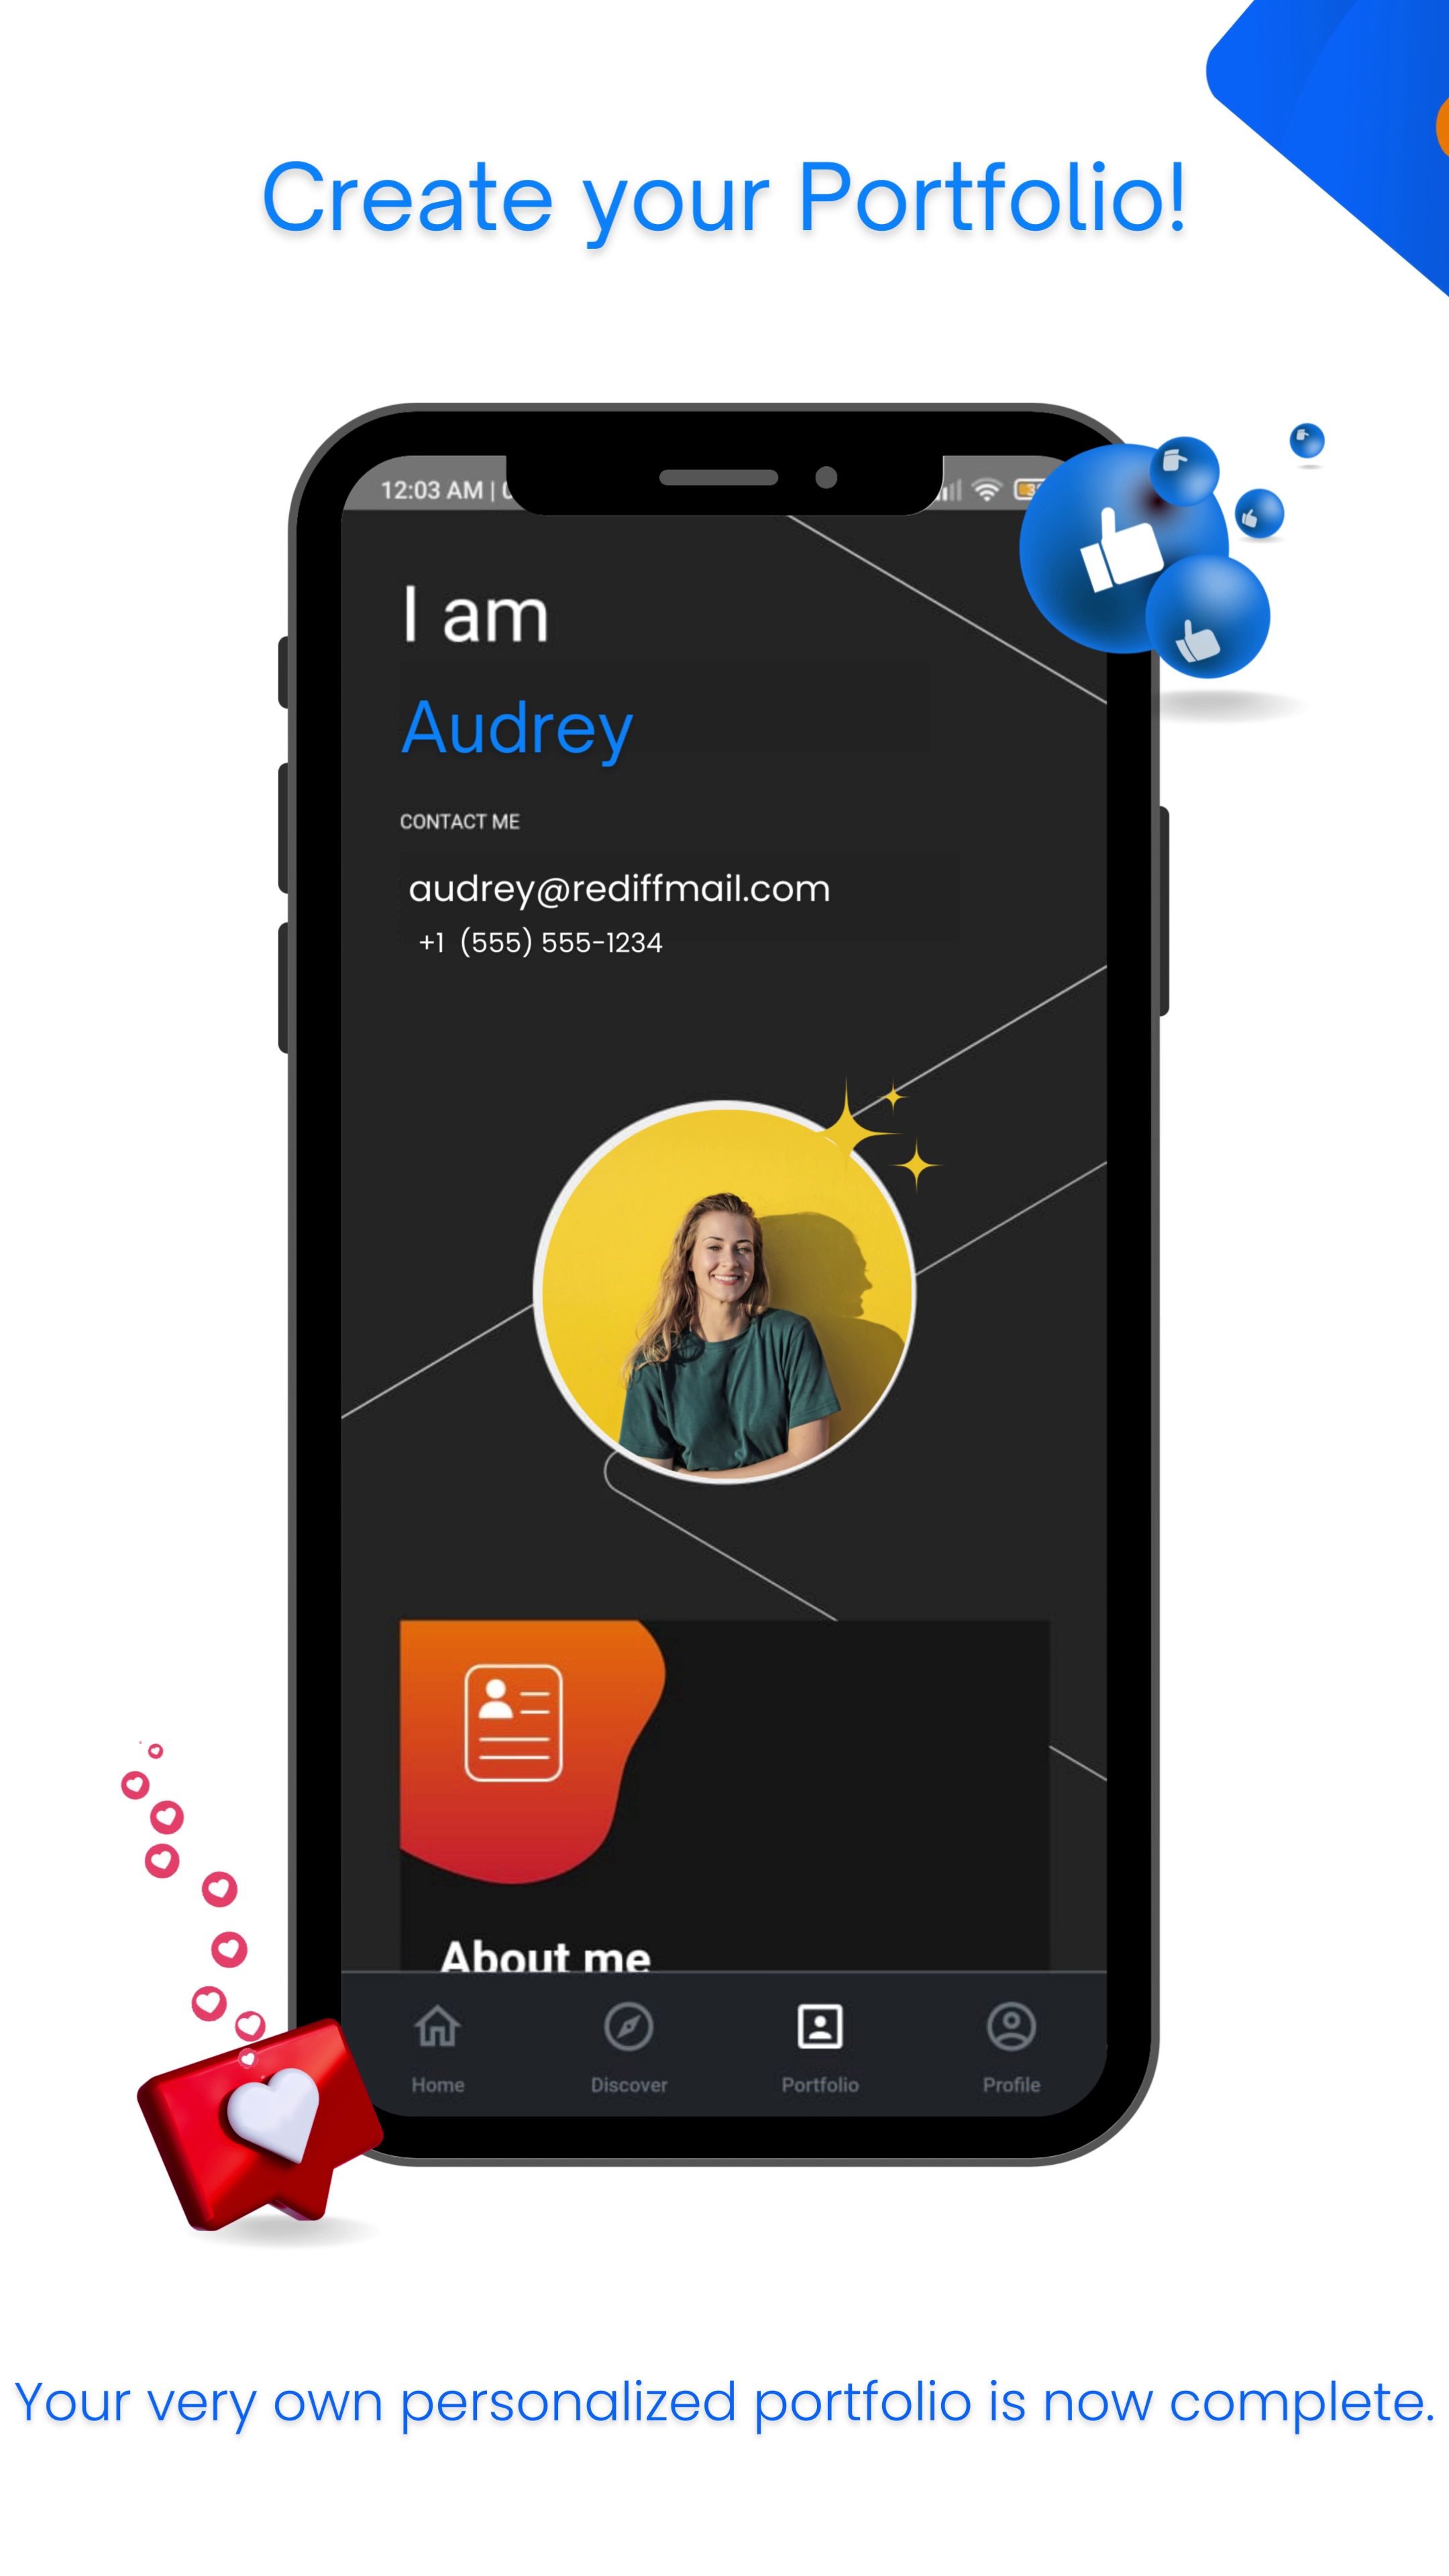 Create your Portfolio!
12:03 AM |
I am
Audrey
CONTACT ME
audrey@rediffmail.com
+1 (555) 555-1234
About me
Home
Discover
Portfolio
Profile
Your very own personalized portfolio is now complete.